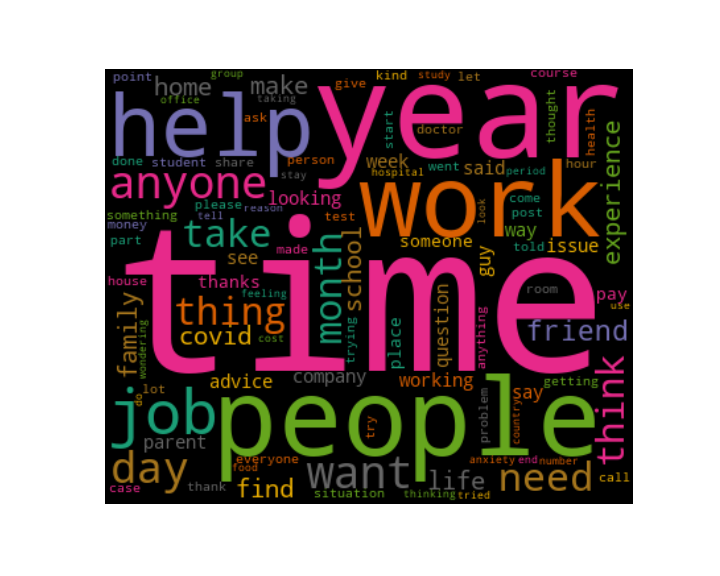 point
group
kind
study
let
course
home
make
give
office
taking
help
year
ask
start
doctor
thought
health
done
student
share
person
week
went
said
period
hour
hospital
stay
anyone
looking
work
experience
please
tell
reason
test
look
come
post
something
money
part
take
month
school
someone
guy
way
told
issue
see
made
time
house
thanks
feeling
room
pay
use
family
wondering
thing
covid
cost
trying
place
question
anything
friend
advice
company
working
getting
do
lot
job
people
try
problem
country
say
think
parent
day
everyone
food
want
life
anxiety
end
number
need
call
case
thank
find
situation
thinking
tried